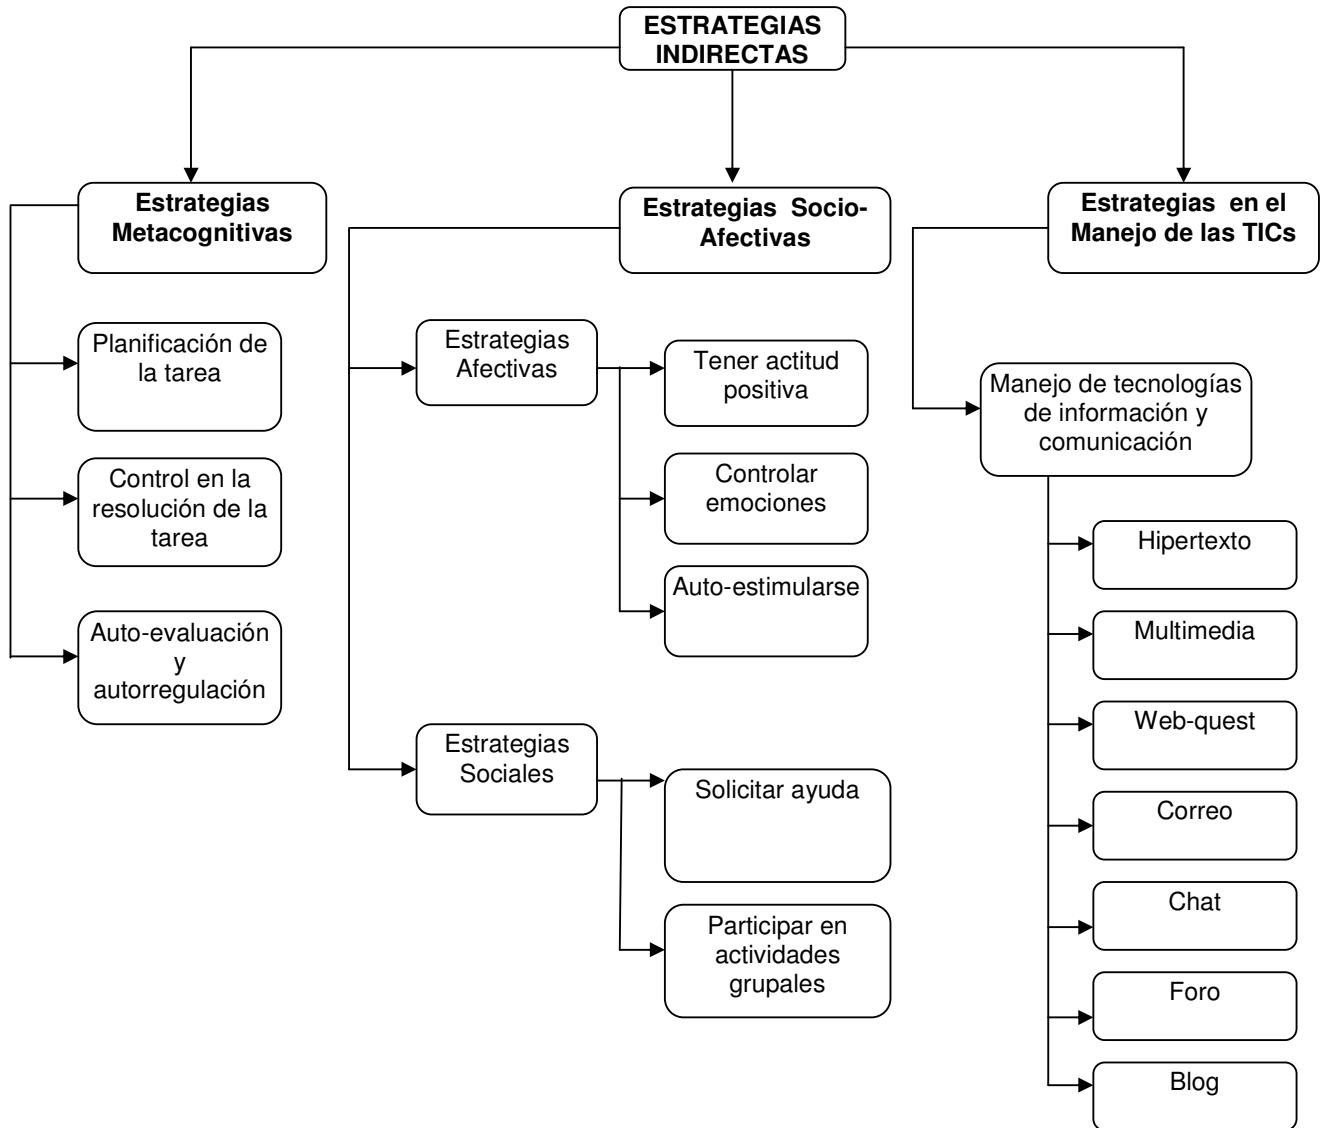 ESTRATEGIAS
INDIRECTAS
Estrategias
Metacognitivas
Planificación de
la tarea
Control en la
resolución de la
tarea
Auto-evaluación
y
autorregulación
Estrategias Socio-
Afectivas
Estrategias
Afectivas
Tener actitud
positiva
Controlar
emociones
Auto-estimularse
Estrategias
Sociales
Solicitar ayuda
Participar en
actividades
grupales
Estrategias en el
Manejo de las TICs
Manejo de tecnologías
de información y
comunicación
Hipertexto
Multimedia
Web-quest
Correo
Chat
Foro
Blog